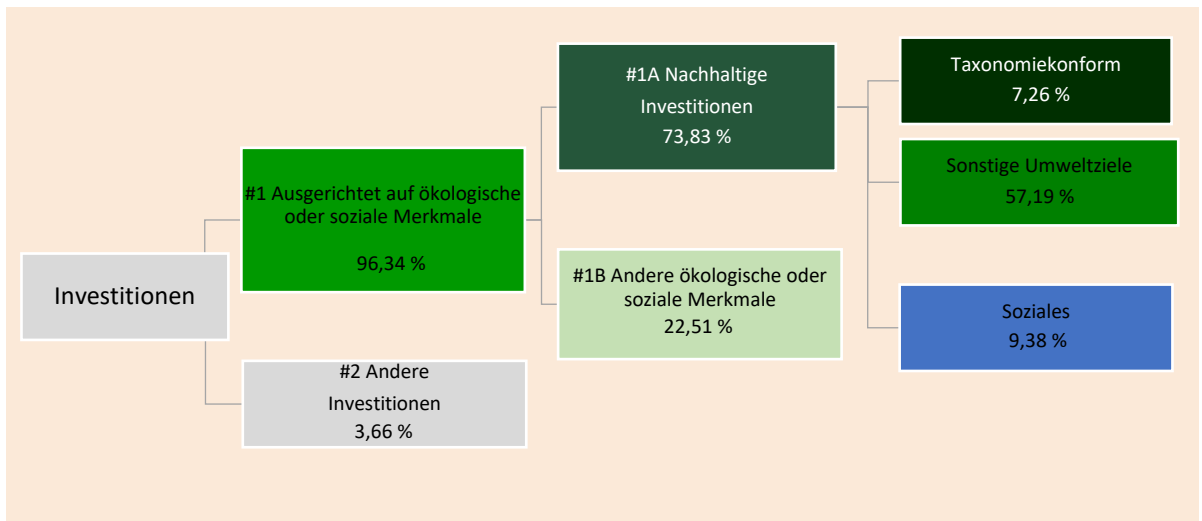 Investitionen
#1 Ausgerichtet auf ökologische
oder soziale Merkmale
96,34 %
#2 Andere
Investitionen
3,66 %
#1A Nachhaltige
Investitionen
73,83 %
#1B Andere ökologische oder
soziale Merkmale
22,51 %
Taxonomiekonform
7,26 %
Sonstige Umweltziele
57,19 %
Soziales
9,38 %